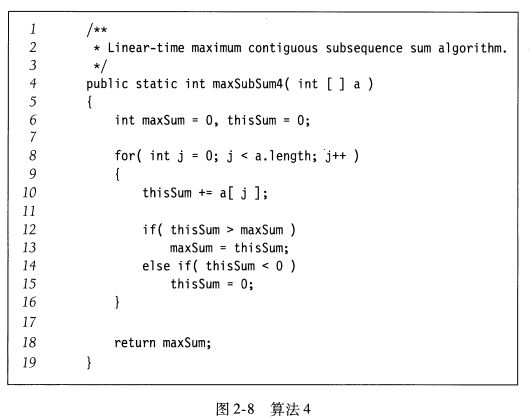 1 /**
2 * Linear-time maximum contiguous subsequence sum algorithm.
3 */
4 public static int maxSubSum4( int [ ] a )
5 {
6 int maxSum = 0, thisSum = 0;
7
8 for( int j = 0; j < a.length; j++ )
9 {
10 thisSum += a[ j ];
11
12 if( thisSum > maxSum )
13 maxSum = thisSum;
14 else if( thisSum < 0 )
15 thisSum = 0;
16 }
17
18 return maxSum;
19 }
图 2-8 算法 4